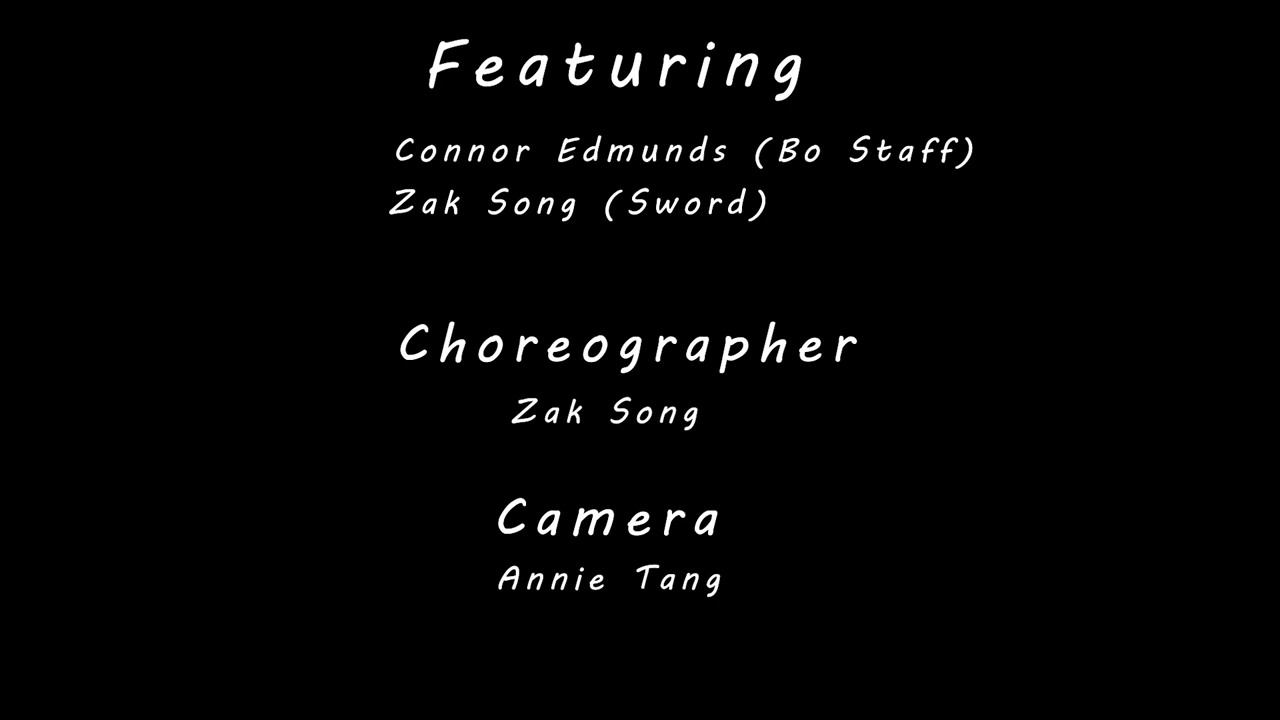 Featuring
Connor Edmunds (Bo Staff)
Zak Song (Sword)
Choreographer
Zak Song
Camera
Annie Tang